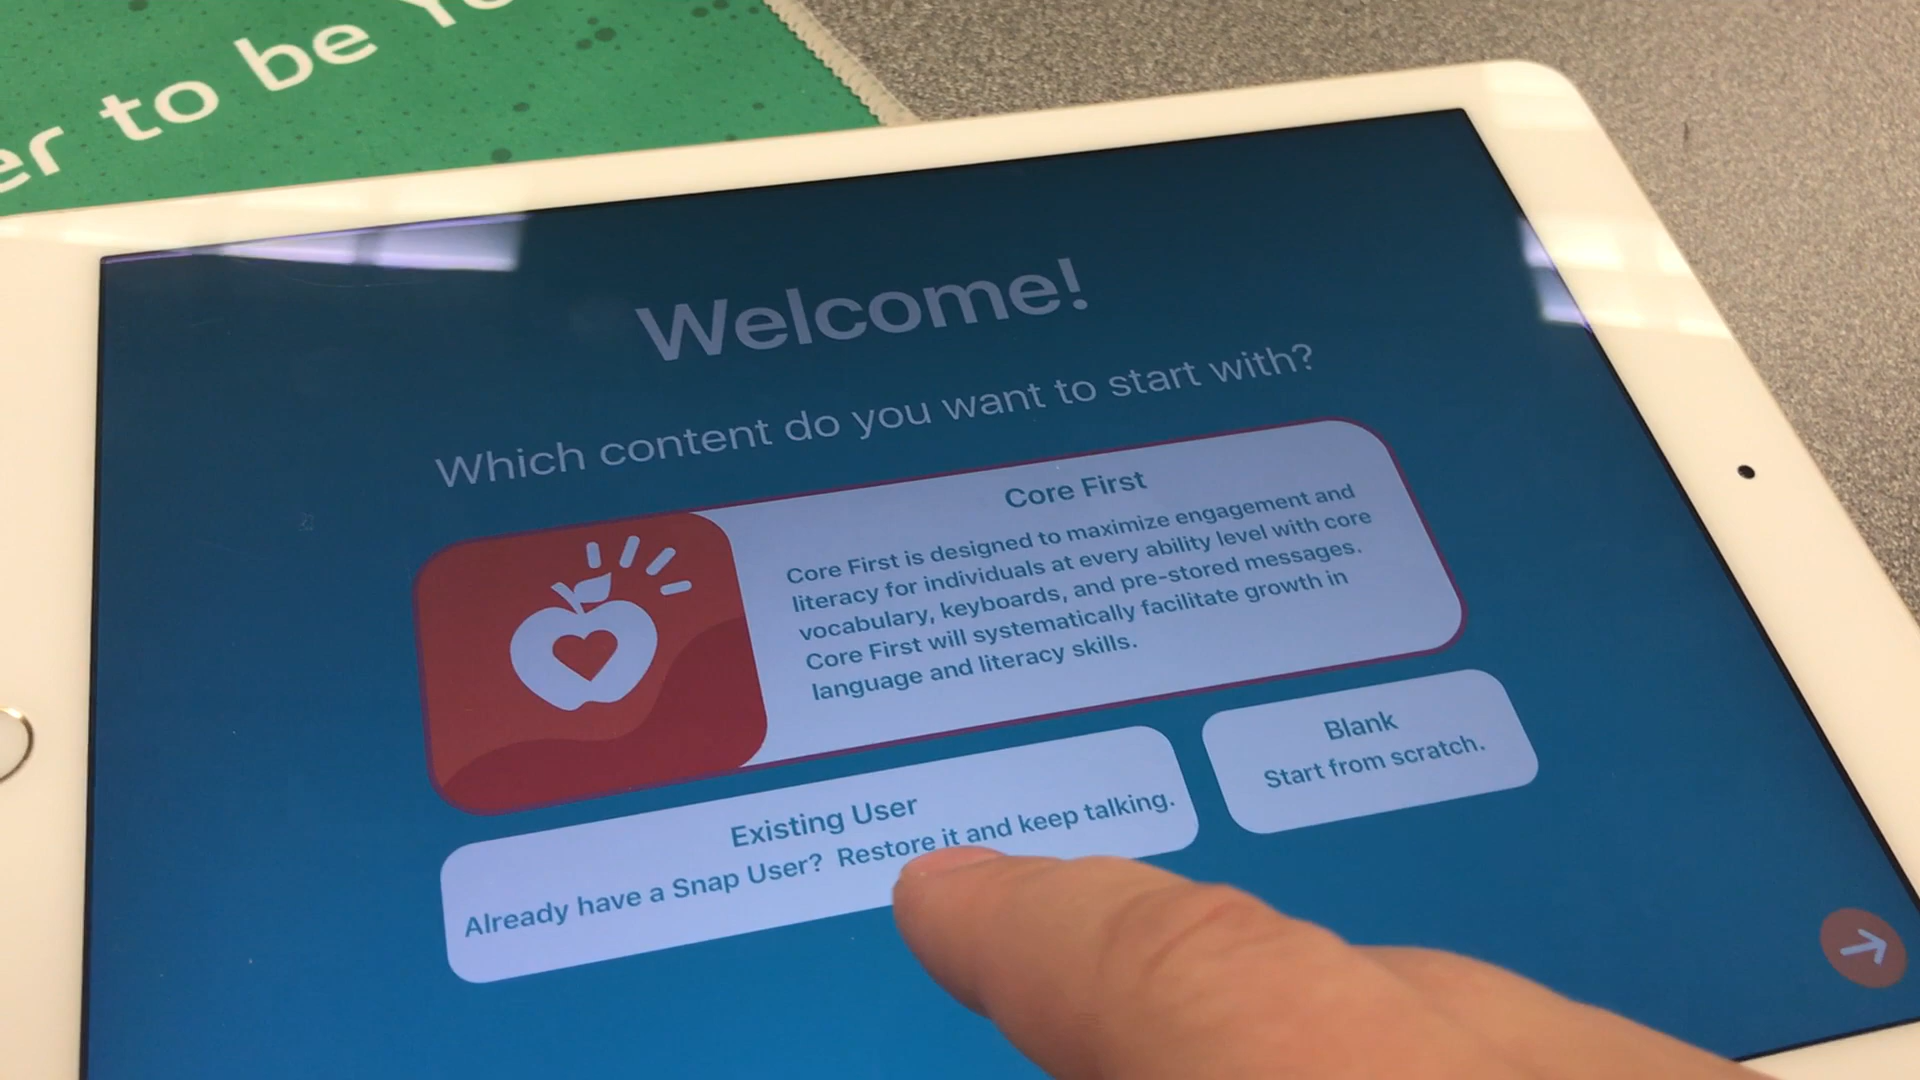 to be
Welcome!
Which content do you want to start with?
Core First
Core First is designed to maximize engagement and
literacy for individuals at every ability level with core
vocabulary, keyboards, and pre-stored messages.
Core First will systematically facilitate growth in
language and literacy skills.
Existing User
Already have a Snap User?  Restore it and keep talking.
Blank
Start from scratch.